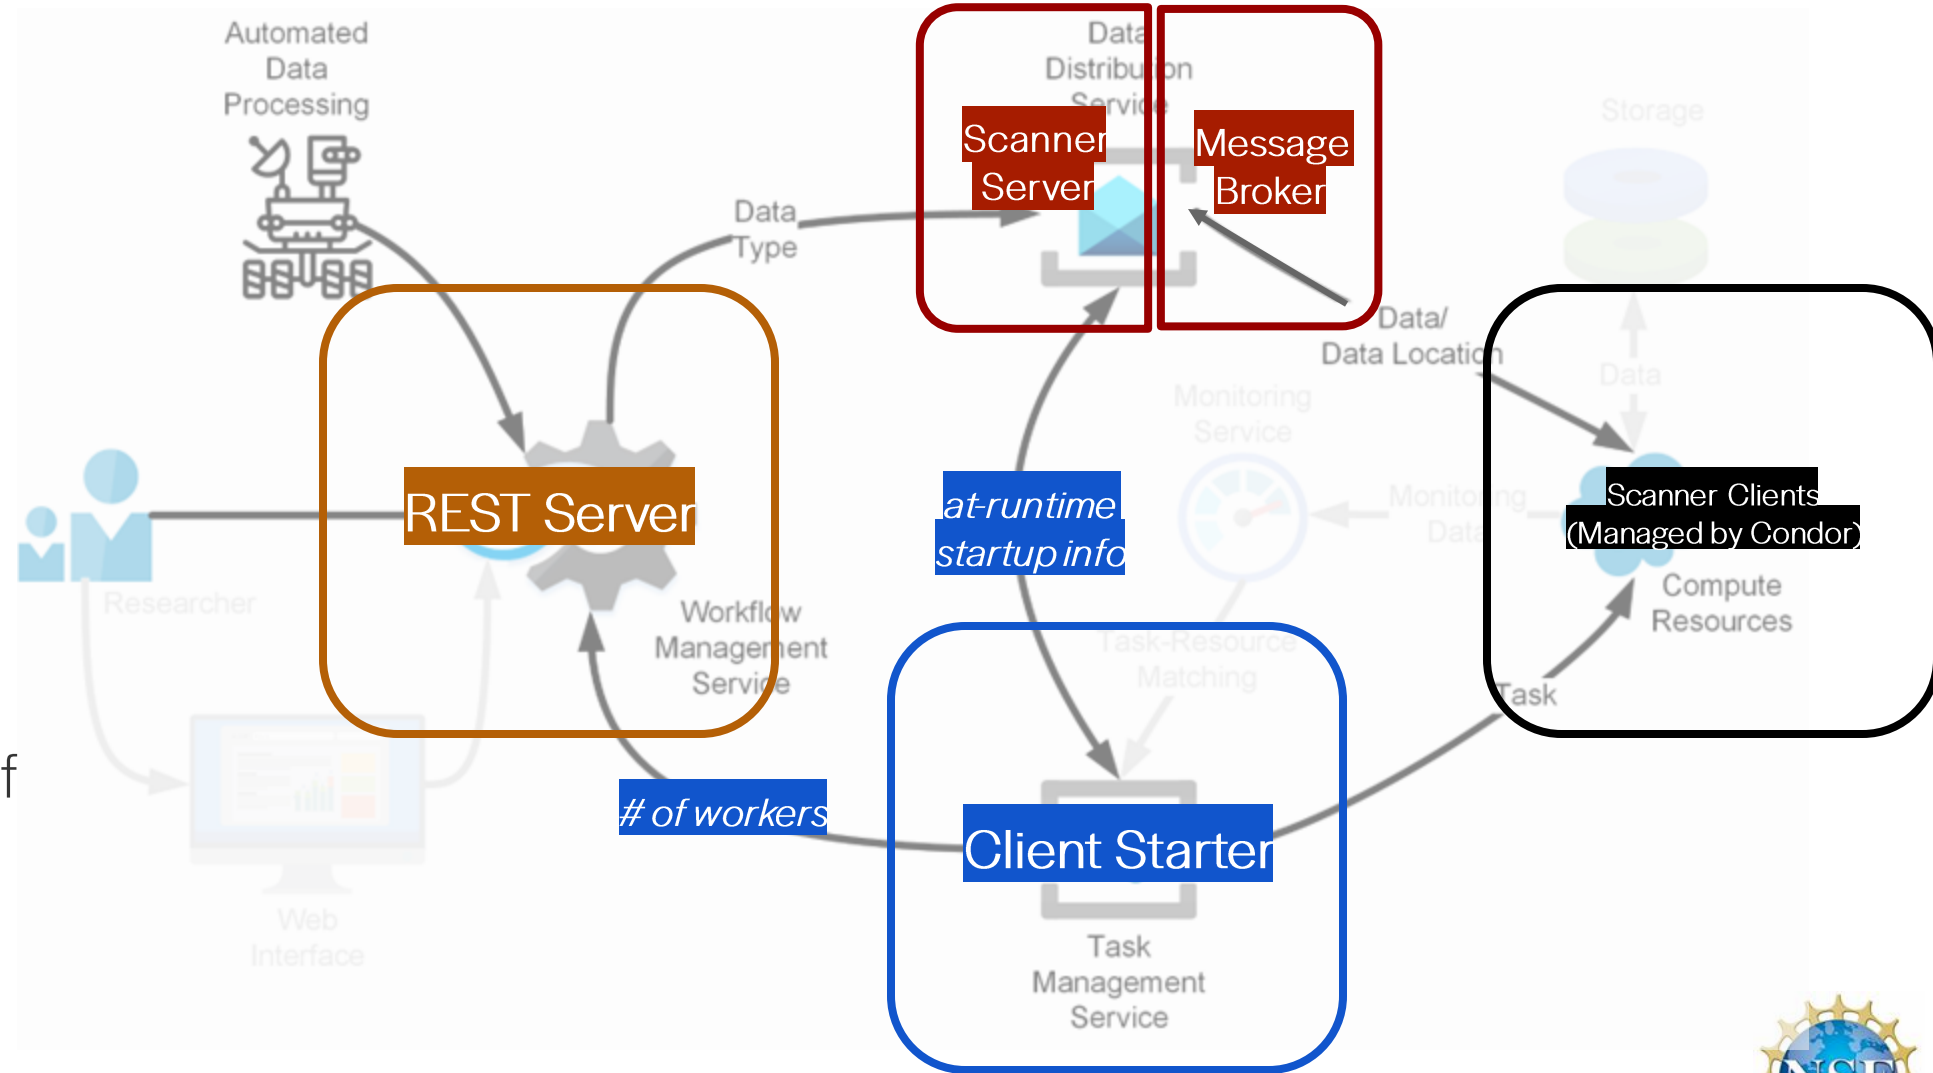 Automated
Data
Processing
Data
Distribution
Service
Scanner
Server
Message
Broker
Storage
Data
Type
Data/
Data Location
Data
Monitoring
Service
REST Server
at-runtime
startup info
Monitoring
Data
Scanner Clients
(Managed by Condor)
Compute
Resources
Researcher
Workflow
Management
Service
Task-Resource
Matching
Task
f
# of workers
Client Starter
Web
Interface
Task
Management
Service
NSF